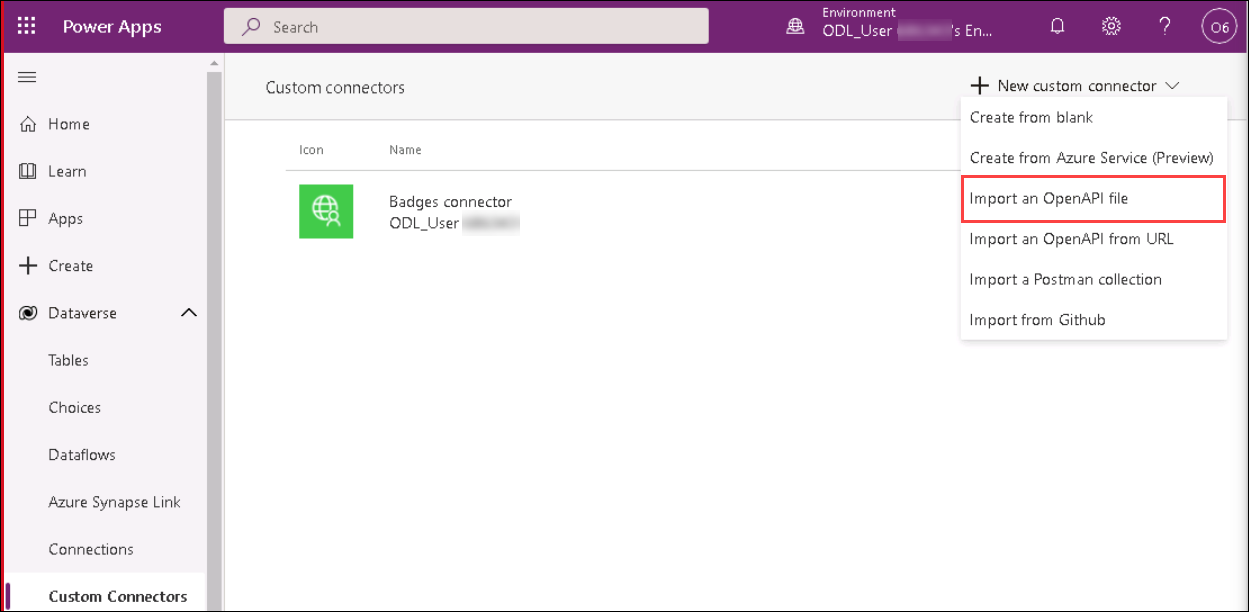 Power Apps
Search
Environment
ODL_User 's En...
O6
Custom connectors
New custom connector
Home
Learn
Apps
Create
Dataverse
Tables
Choices
Dataflows
Azure Synapse Link
Connections
Custom Connectors
Icon
Name
Badges connector
ODL_User
Create from blank
Create from Azure Service (Preview)
Import an OpenAPI file
Import an OpenAPI from URL
Import a Postman collection
Import from Github